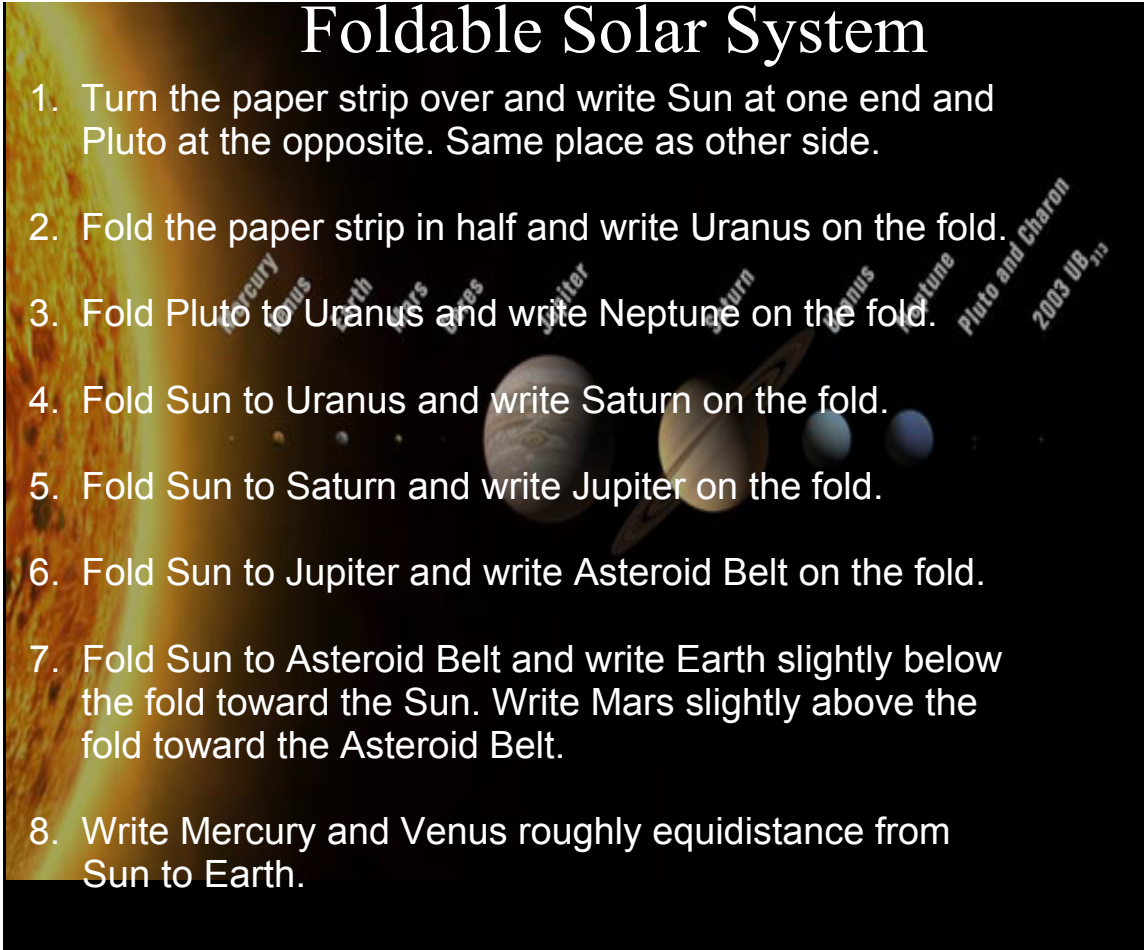 Foldable Solar System
1. Turn the paper strip over and write Sun at one end and
Pluto at the opposite. Same place as other side.
2. Fold the paper strip in half and write Uranus on the fold.
3. Fold Pluto to Uranus and write Neptune on the fold.
4. Fold Sun to Uranus and write Saturn on the fold.
5. Fold Sun to Saturn and write Jupiter on the fold.
6. Fold Sun to Jupiter and write Asteroid Belt on the fold.
7. Fold Sun to Asteroid Belt and write Earth slightly below
the fold toward the Sun. Write Mars slightly above the
fold toward the Asteroid Belt.
8. Write Mercury and Venus roughly equidistance from
Sun to Earth.
Mercury
Venus
Earth
Mars
Ceres
Jupiter
Saturn
Uranus
Neptune
Pluto and Charon
2003 UB₃₁₃